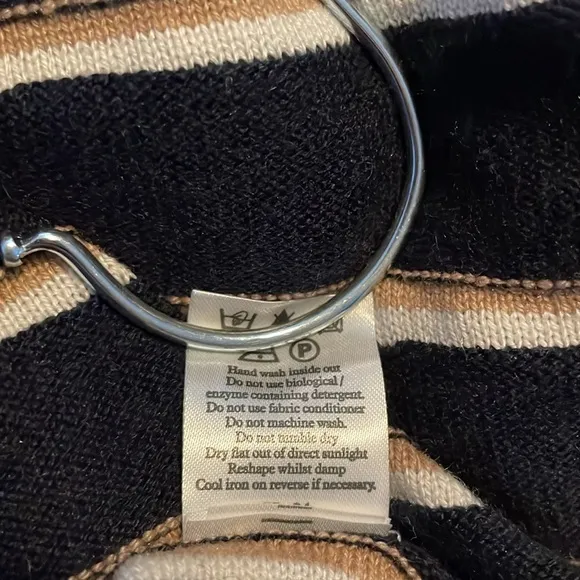 P
Hand wash inside out
Do not use biological /
enzyme containing detergent.
Do not use fabric conditioner
Do not machine wash.
Do not tumble dry
Dry flat out of direct sunlight
Reshape whilst damp
Cool iron on reverse if necessary.